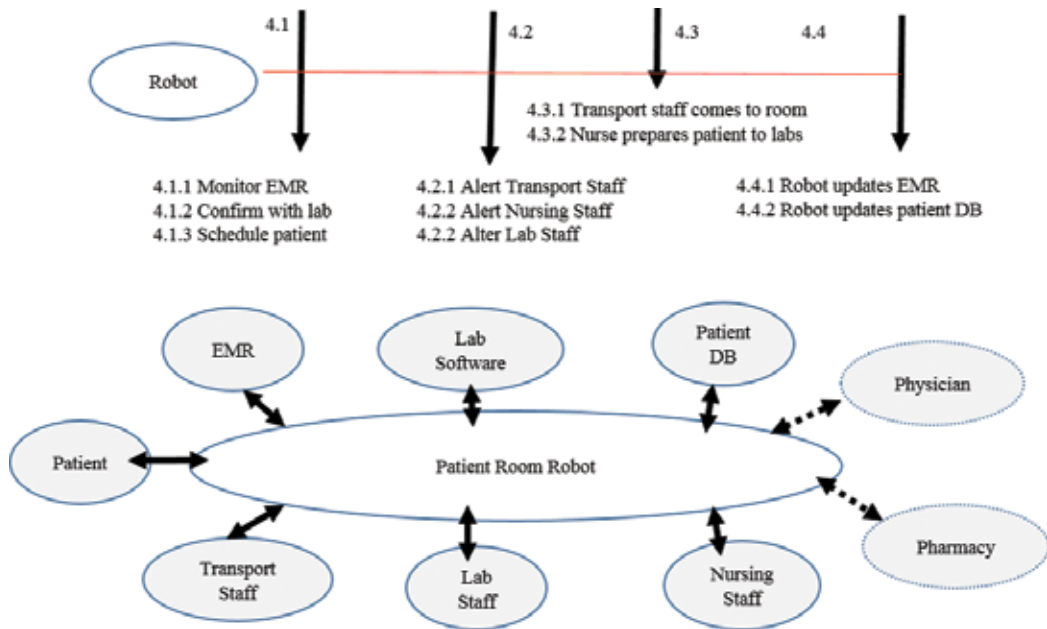 4.1
4.2
4.3
4.4
Robot
4.3.1 Transport staff comes to room
4.3.2 Nurse prepares patient to labs
4.1.1 Monitor EMR
4.1.2 Confirm with lab
4.1.3 Schedule patient
4.2.1 Alert Transport Staff
4.2.2 Alert Nursing Staff
4.2.2 Alter Lab Staff
4.4.1 Robot updates EMR
4.4.2 Robot updates patient DB
EMR
Lab
Software
Patient
DB
Physician
Patient
Patient Room Robot
Transport
Staff
Lab
Staff
Nursing
Staff
Pharmacy